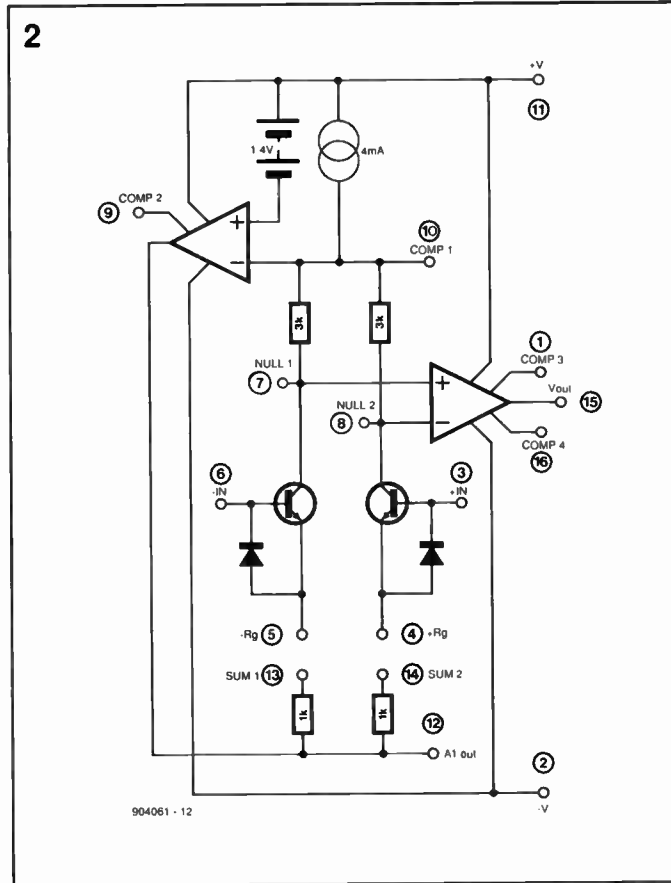 2
+V
11
1 4V
4mA
9
COMP 2
+
−
10
COMP 1
3k
3k
1
COMP 3
NULL 1
7
+
Vout
15
NULL 2
8
−
COMP 4
16
6
-IN
3
+IN
-Rg
5
4
+Rg
SUM 1
13
14
SUM 2
1k
1k
12
A1 out
2
-V
904061 - 12